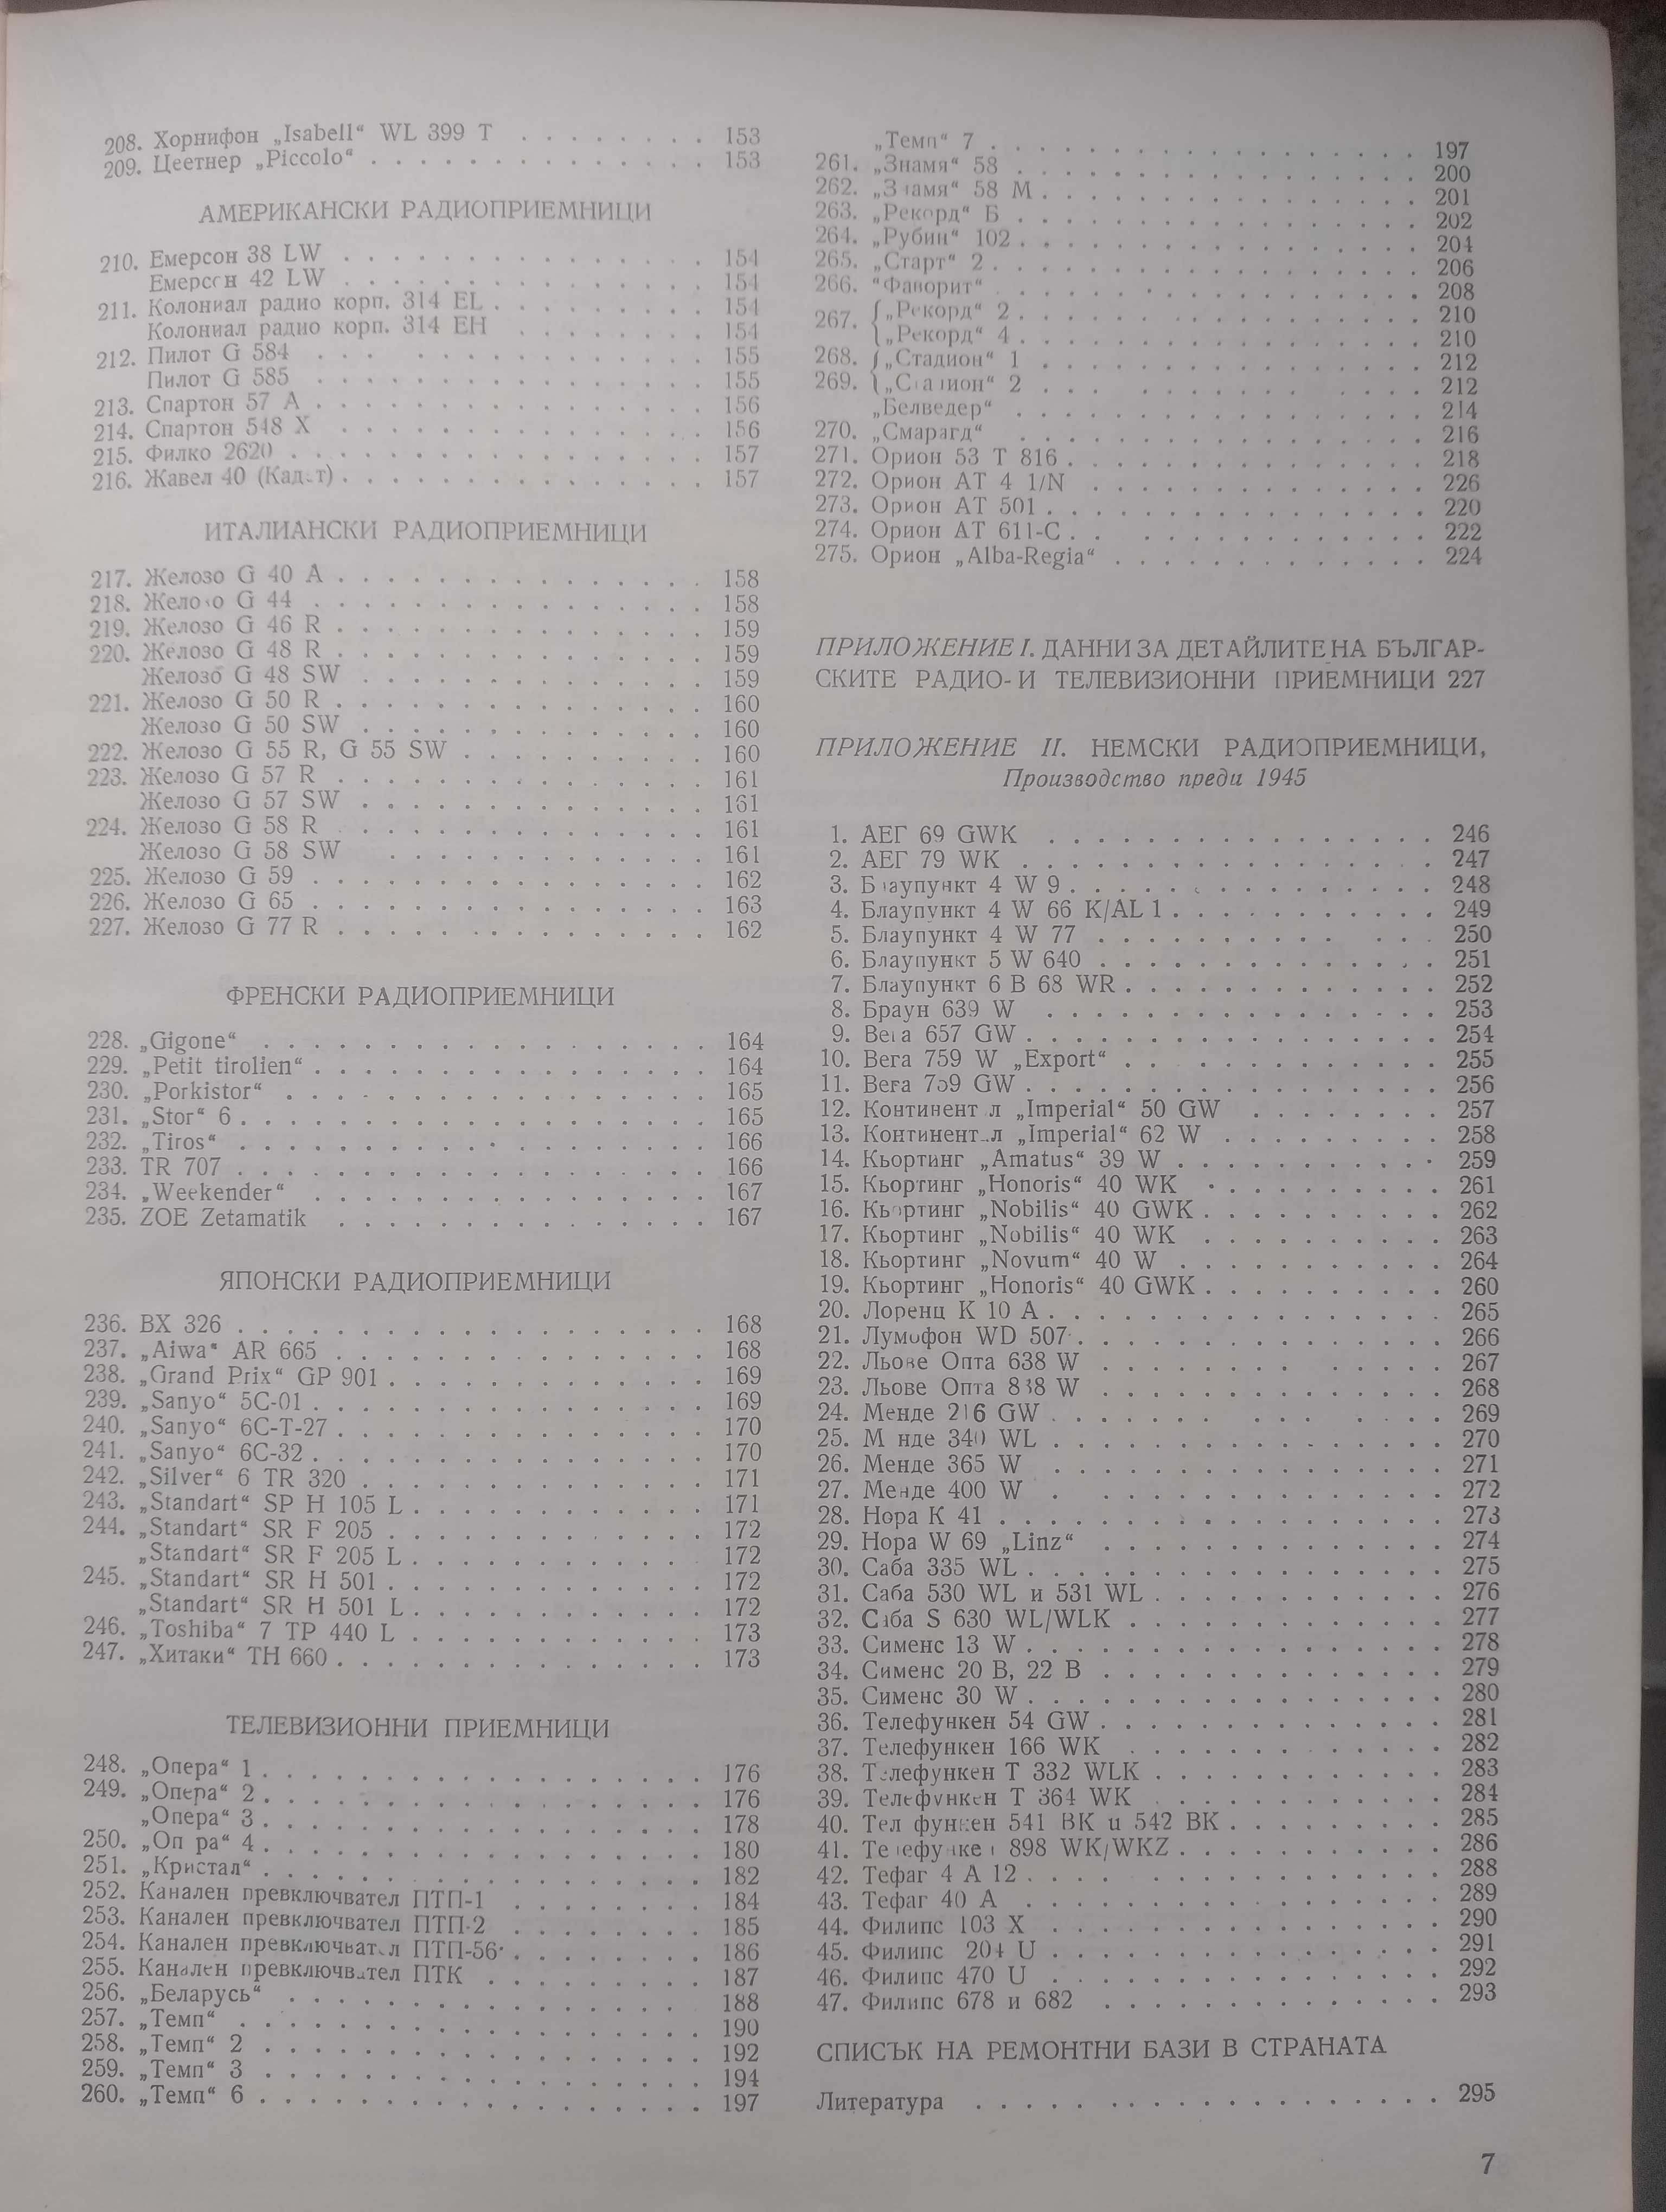 208. Хорнифон „Isabell“ WL 399 T . . . . . . . . 153
209. Цеетнер „Piccolo“ . . . . . . . . . . . . . . 153
АМЕРИКАНСКИ РАДИОПРИЕМНИЦИ
210. Емерсон 38 LW . . . . . . . . . . . . . . . 154
Емерсон 42 LW . . . . . . . . . . . . . . . 154
211. Колониал радио корп. 314 EL . . . . . . . . . 154
Колониал радио корп. 314 EH . . . . . . . . 154
212. Пилот G 584 . . . . . . . . . . . . . . . 155
Пилот G 585 . . . . . . . . . . . . . . . . 155
213. Спартон 57 A . . . . . . . . . . . . . . . . 156
214. Спартон 548 X . . . . . . . . . . . . . . . 156
215. Филко 2620 . . . . . . . . . . . . . . . . . 157
216. Жавел 40 (Кадет) . . . . . . . . . . . . . . . 157
ИТАЛИАНСКИ РАДИОПРИЕМНИЦИ
217. Желозо G 40 A . . . . . . . . . . . . . . . 158
218. Желозо G 44 . . . . . . . . . . . . . . . . 158
219. Желозо G 46 R . . . . . . . . . . . . . . . 159
220. Желозо G 48 R . . . . . . . . . . . . . . . 159
Желозо G 48 SW . . . . . . . . . . . . . . 159
221. Желозо G 50 R . . . . . . . . . . . . . . . 160
Желозо G 50 SW . . . . . . . . . . . . . . 160
222. Желозо G 55 R, G 55 SW . . . . . . . . . . 160
223. Желозо G 57 R . . . . . . . . . . . . . . . 161
Желозо G 57 SW . . . . . . . . . . . . . . 161
224. Желозо G 58 R . . . . . . . . . . . . . . . 161
Желозо G 58 SW . . . . . . . . . . . . . 161
225. Желозо G 59 . . . . . . . . . . . . . . . . 162
226. Желозо G 65 . . . . . . . . . . . . . . . . 163
227. Желозо G 77 R . . . . . . . . . . . . . . . 162
ФРЕНСКИ РАДИОПРИЕМНИЦИ
228. „Gigone“ . . . . . . . . . . . . . . . . . . 164
229. „Petit tirolien“ . . . . . . . . . . . . . . . . 164
230. „Porkistor“ . . . . . . . . . . . . . . . . . 165
231. „Stor“ 6 . . . . . . . . . . . . . . . . . . . 165
232. „Tiros“ . . . . . . . . . . . . . . . . . . . 166
233. TR 707 . . . . . . . . . . . . . . . . . . . 166
234. „Weekender“ . . . . . . . . . . . . . . . . 167
235. ZOE Zetamatik . . . . . . . . . . . . . . . 167
ЯПОНСКИ РАДИОПРИЕМНИЦИ
236. BX 326 . . . . . . . . . . . . . . . . . . . 168
237. „Aiwa“ AR 665 . . . . . . . . . . . . . . . 168
238. „Grand Prix“ GP 901 . . . . . . . . . . . . . 169
239. „Sanyo“ 5C-01 . . . . . . . . . . . . . . . . 169
240. „Sanyo“ 6C-T-27 . . . . . . . . . . . . . . . 170
241. „Sanyo“ 6C-32 . . . . . . . . . . . . . . . . 170
242. „Silver“ 6 TR 320 . . . . . . . . . . . . . . 171
243. „Standart“ SP H 105 L . . . . . . . . . . . . 171
244. „Standart“ SR F 205 . . . . . . . . . . . . . 172
„Standart“ SR F 205 L . . . . . . . . . . . . 172
245. „Standart“ SR H 501 . . . . . . . . . . . . . 172
„Standart“ SR H 501 L . . . . . . . . . . . . 172
246. „Toshiba“ 7 TP 440 L . . . . . . . . . . . . 173
247. „Хитаки“ TH 660 . . . . . . . . . . . . . . . 173
ТЕЛЕВИЗИОННИ ПРИЕМНИЦИ
248. „Опера“ 1 . . . . . . . . . . . . . . . . . . 176
249. „Опера“ 2 . . . . . . . . . . . . . . . . . . 176
„Опера“ 3 . . . . . . . . . . . . . . . . . . 178
250. „Опера“ 4 . . . . . . . . . . . . . . . . . . 180
251. „Кристал“ . . . . . . . . . . . . . . . . . . 182
252. Канален превключвател ПТП-1 . . . . . . . . 184
253. Канален превключвател ПТП-2 . . . . . . . . 185
254. Канален превключвател ПТП-56 . . . . . . . . 186
255. Канален превключвател ПТК . . . . . . . . . 187
256. „Беларусь“ . . . . . . . . . . . . . . . . . 188
257. „Темп“ . . . . . . . . . . . . . . . . . . . 190
258. „Темп“ 2 . . . . . . . . . . . . . . . . . . 192
259. „Темп“ 3 . . . . . . . . . . . . . . . . . . 194
260. „Темп“ 6 . . . . . . . . . . . . . . . . . . 197
„Темп“ 7 . . . . . . . . . . . . . . . . . . 197
261. „Знамя“ 58 . . . . . . . . . . . . . . . . . 200
262. „Знамя“ 58 М . . . . . . . . . . . . . . . . 201
263. „Рекорд“ Б . . . . . . . . . . . . . . . . . 202
264. „Рубин“ 102 . . . . . . . . . . . . . . . . . 204
265. „Старт“ 2 . . . . . . . . . . . . . . . . . . 206
266. “Фаворит“ . . . . . . . . . . . . . . . . . 208
267. { „Рекорд“ 2 . . . . . . . . . . . . . . . . . 210
„Рекорд“ 4 . . . . . . . . . . . . . . . . . 210
268. { „Стадион“ 1 . . . . . . . . . . . . . . . . 212
269. „Стадион“ 2 . . . . . . . . . . . . . . . . 212
„Белведер“ . . . . . . . . . . . . . . . . . 214
270. „Смарагд“ . . . . . . . . . . . . . . . . . 216
271. Орион 53 T 816 . . . . . . . . . . . . . . . 218
272. Орион AT 4 1/N . . . . . . . . . . . . . . 226
273. Орион AT 501 . . . . . . . . . . . . . . . . 220
274. Орион AT 611-C . . . . . . . . . . . . . . 222
275. Орион „Alba-Regia“ . . . . . . . . . . . . . 224
ПРИЛОЖЕНИЕ I. ДАННИ ЗА ДЕТАЙЛИТЕ НА БЪЛГАР-
СКИТЕ РАДИО- И ТЕЛЕВИЗИОННИ ПРИЕМНИЦИ 227
ПРИЛОЖЕНИЕ II. НЕМСКИ РАДИОПРИЕМНИЦИ,
Производство преди 1945
1. АЕГ 69 GWK . . . . . . . . . . . . . . . . 246
2. АЕГ 79 WK . . . . . . . . . . . . . . . . . 247
3. Блаупункт 4 W 9 . . . . . . . . . . . . . . . 248
4. Блаупункт 4 W 66 K/AL 1 . . . . . . . . . . . 249
5. Блаупункт 4 W 77 . . . . . . . . . . . . . 250
6. Блаупункт 5 W 640 . . . . . . . . . . . . . . 251
7. Блаупункт 6 B 68 WR . . . . . . . . . . . . . 252
8. Браун 639 W . . . . . . . . . . . . . . . . 253
9. Вега 657 GW . . . . . . . . . . . . . . . . . 254
10. Вега 759 W „Export“ . . . . . . . . . . . . 255
11. Вега 759 GW . . . . . . . . . . . . . . . . . 256
12. Континентал „Imperial“ 50 GW . . . . . . . . 257
13. Континентал „Imperial“ 62 W . . . . . . . . . 258
14. Кьортинг „Amatus“ 39 W . . . . . . . . . . . 259
15. Кьортинг „Honoris“ 40 WK . . . . . . . . . . 261
16. Кьортинг „Nobilis“ 40 GWK . . . . . . . . . . 262
17. Кьортинг „Nobilis“ 40 WK . . . . . . . . . . 263
18. Кьортинг „Novum“ 40 W . . . . . . . . . . . 264
19. Кьортинг „Honoris“ 40 GWK . . . . . . . . . . 260
20. Лоренц K 10 A . . . . . . . . . . . . . . . . 265
21. Лумофон WD 507 . . . . . . . . . . . . . . . 266
22. Льове Опта 638 W . . . . . . . . . . . . . 267
23. Льове Опта 838 W . . . . . . . . . . . . . . 268
24. Менде 216 GW . . . . . . . . . . . . . . 269
25. Менде 340 WL . . . . . . . . . . . . . . . . 270
26. Менде 365 W . . . . . . . . . . . . . . . . 271
27. Менде 400 W . . . . . . . . . . . . . . . 272
28. Нора K 41 . . . . . . . . . . . . . . . . . . 273
29. Нора W 69 „Linz“ . . . . . . . . . . . . . . 274
30. Саба 335 WL . . . . . . . . . . . . . . . . . 275
31. Саба 530 WL и 531 WL . . . . . . . . . . . . 276
32. Саба S 630 WL/WLK . . . . . . . . . . . . . 277
33. Сименс 13 W . . . . . . . . . . . . . . . . . 278
34. Сименс 20 B, 22 B . . . . . . . . . . . . . . 279
35. Сименс 30 W . . . . . . . . . . . . . . . . . 280
36. Телефункен 54 GW . . . . . . . . . . . . . . 281
37. Телефункен 166 WK . . . . . . . . . . . . . 282
38. Телефункен T 332 WLK . . . . . . . . . . . . 283
39. Телефункен T 364 WK . . . . . . . . . . . . 284
40. Телефункен 541 BK и 542 BK . . . . . . . . . 285
41. Телефункен 898 WK/WKZ . . . . . . . . . . . 286
42. Тефаг 4 A 12 . . . . . . . . . . . . . . . . 288
43. Тефаг 40 A . . . . . . . . . . . . . . . . . 289
44. Филипс 103 X . . . . . . . . . . . . . . . . 290
45. Филипс 204 U . . . . . . . . . . . . . . . . 291
46. Филипс 470 U . . . . . . . . . . . . . . . . 292
47. Филипс 678 и 682 . . . . . . . . . . . . . . 293
СПИСЪК НА РЕМОНТНИ БАЗИ В СТРАНАТА
Литература . . . . . . . . . . . . . . . . . . 295
7